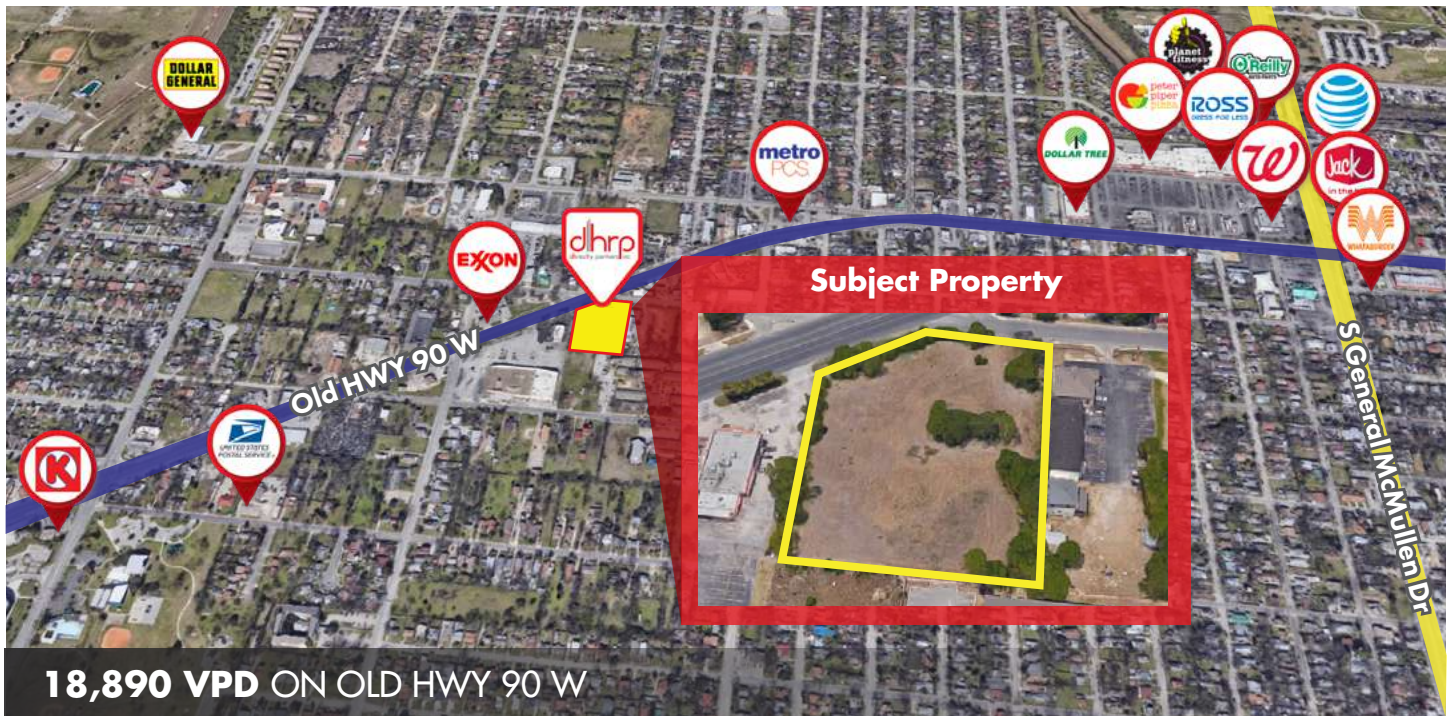 DOLLAR
GENERAL
planet
fitness
O'Reilly
AUTO PARTS
peter
piper
pizza
ROSS
DRESS FOR LESS
metro
PCS
DOLLAR TREE
W
Jack
in the
W
WHATABURGER
dhrp
EXXON
Subject Property
Old HWY 90 W
UNITED STATES
POSTAL SERVICE
K
S General McMullen Dr
18,890 VPD ON OLD HWY 90 W